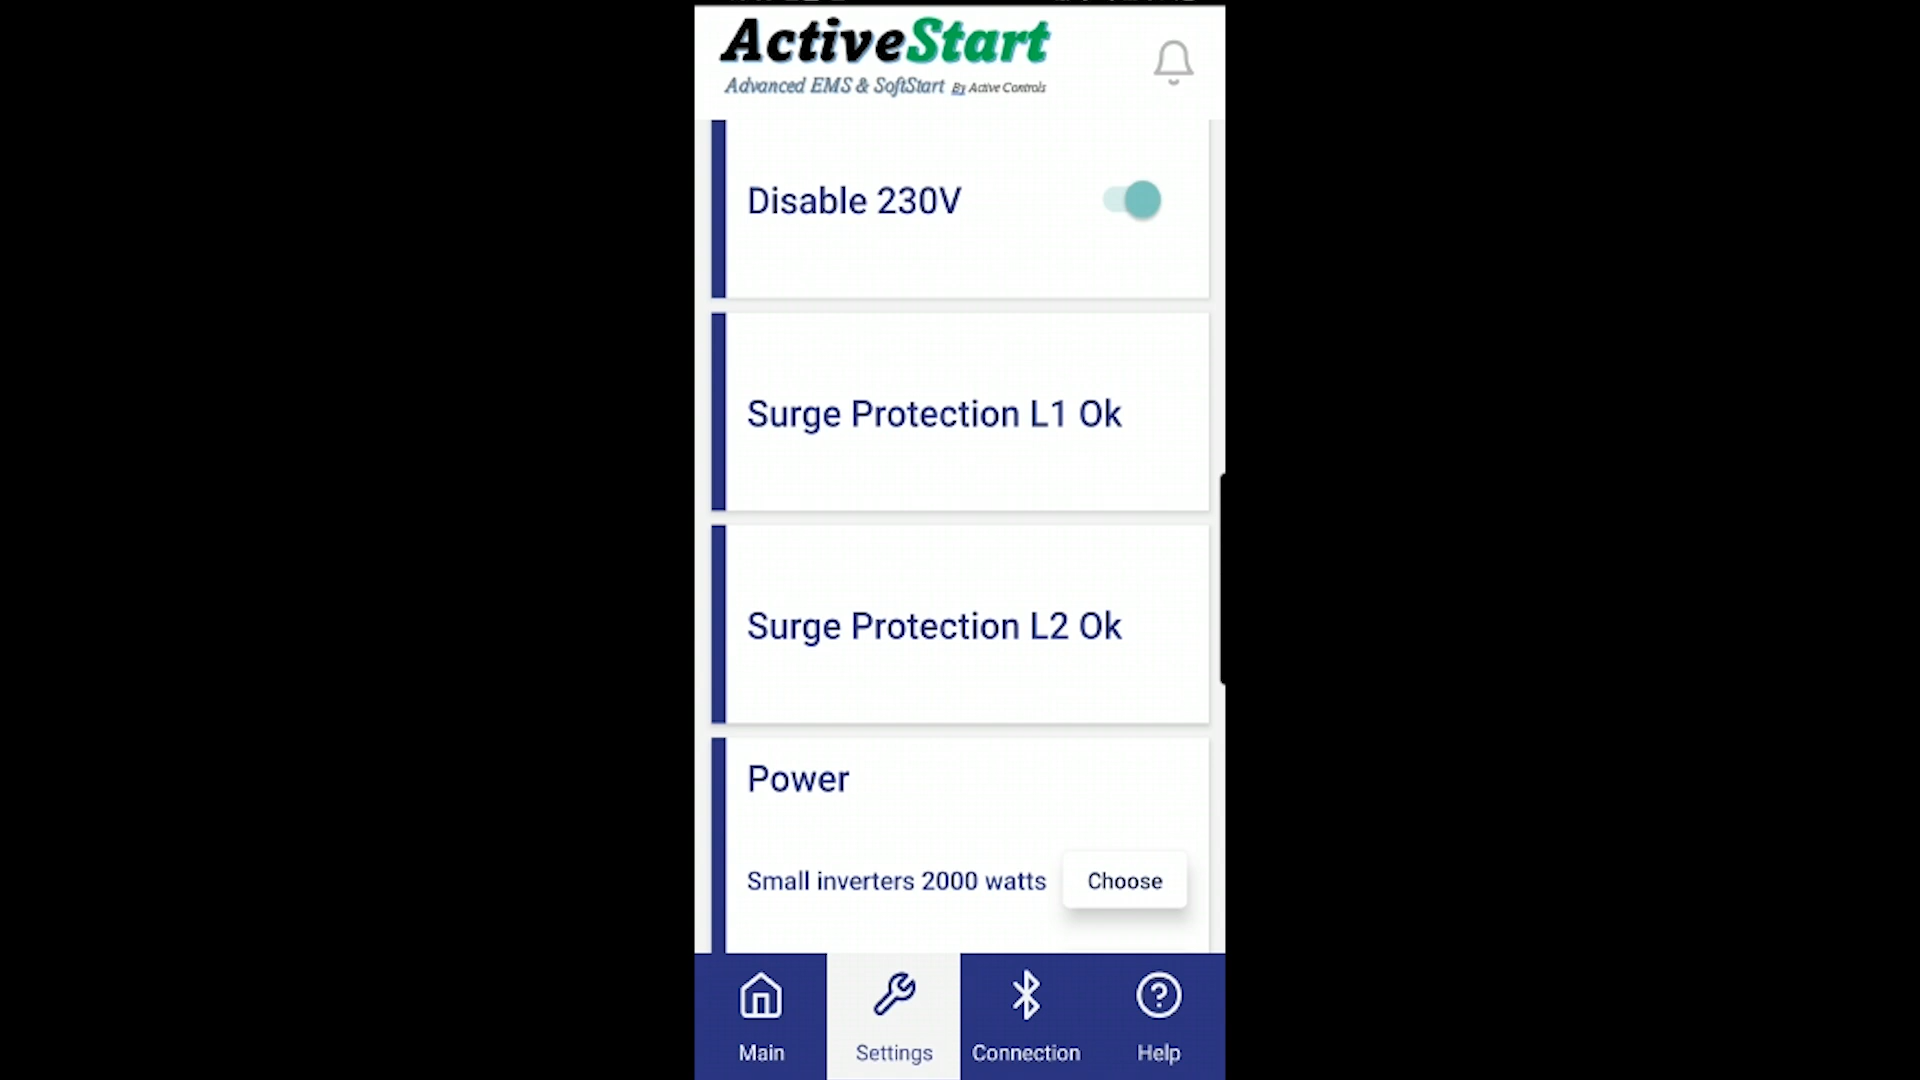 ActiveStart
Advanced EMS & SoftStart By Active Controls
Disable 230V
Surge Protection L1 Ok
Surge Protection L2 Ok
Power
Small inverters 2000 watts Choose
Main Settings Connection Help